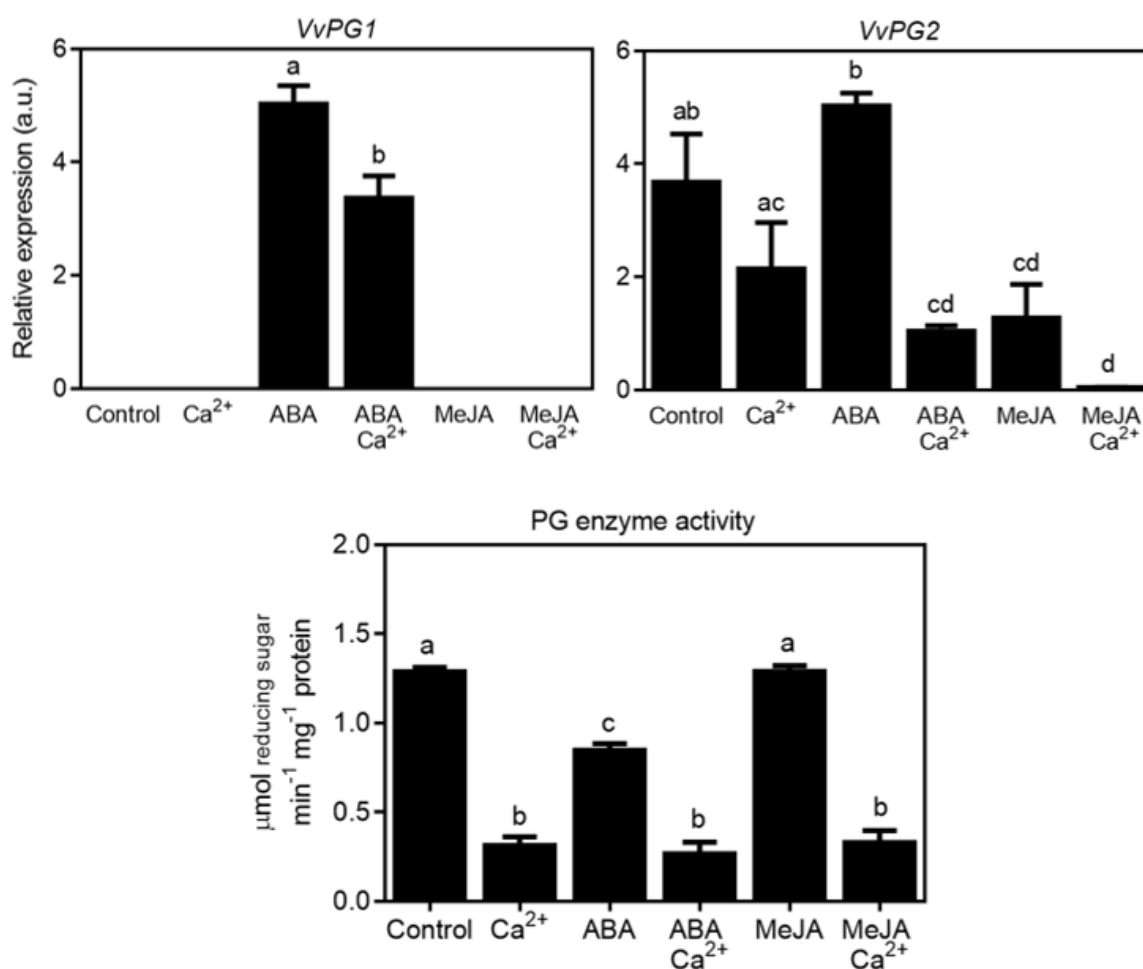 VvPG1
Relative expression (a.u.)
6
4
2
0
a
b
Control Ca²⁺ ABA ABA Ca²⁺ MeJA MeJA Ca²⁺
VvPG2
6
4
2
0
ab
ac
b
cd
cd
d
Control Ca²⁺ ABA ABA Ca²⁺ MeJA MeJA Ca²⁺
PG enzyme activity
µmol reducing sugar
min⁻¹ mg⁻¹ protein
2.0
1.5
1.0
0.5
0.0
a
b
c
b
a
b
Control Ca²⁺ ABA ABA Ca²⁺ MeJA MeJA Ca²⁺